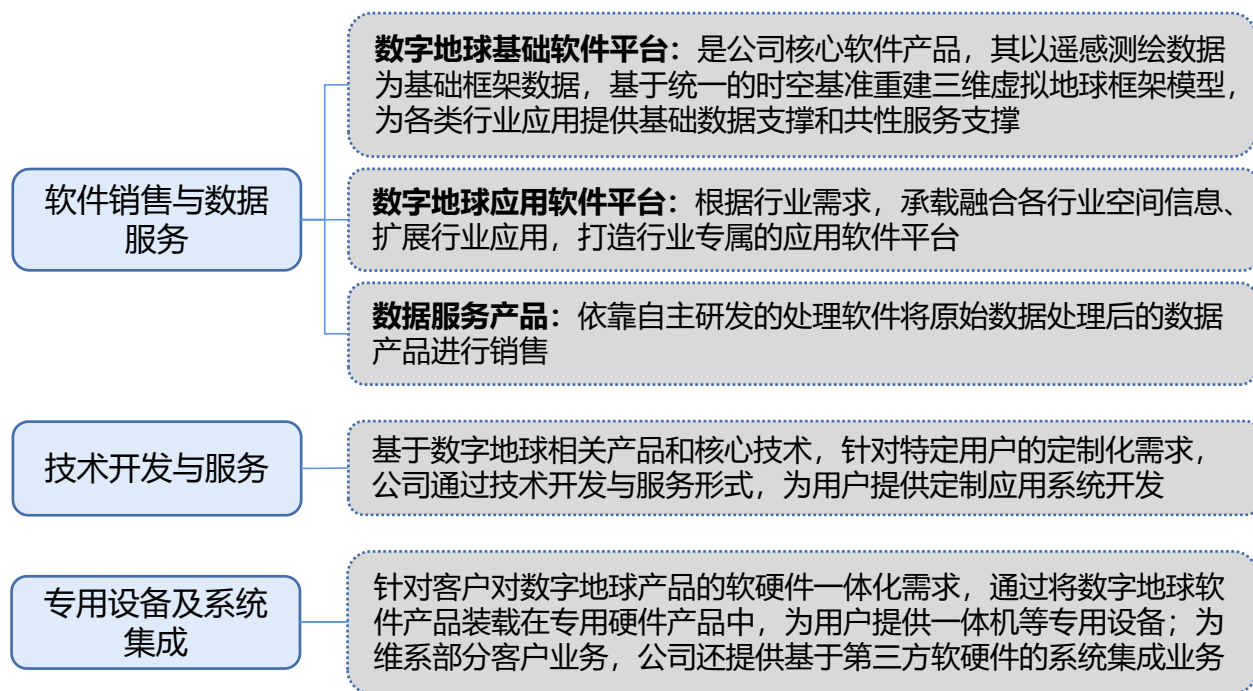 数字地球基础软件平台：是公司核心软件产品，其以遥感测绘数据
为基础框架数据，基于统一的时空基准重建三维虚拟地球框架模型，
为各类行业应用提供基础数据支撑和共性服务支撑
软件销售与数据
服务
数字地球应用软件平台：根据行业需求，承载融合各行业空间信息、
扩展行业应用，打造行业专属的应用软件平台
数据服务产品：依靠自主研发的处理软件将原始数据处理后的数据
产品进行销售
技术开发与服务
基于数字地球相关产品和核心技术，针对特定用户的定制化需求，
公司通过技术开发与服务形式，为用户提供定制应用系统开发
专用设备及系统
集成
针对客户对数字地球产品的软硬件一体化需求，通过将数字地球软
件产品装载在专用硬件产品中，为用户提供一体机等专用设备；为
维系部分客户业务，公司还提供基于第三方软硬件的系统集成业务